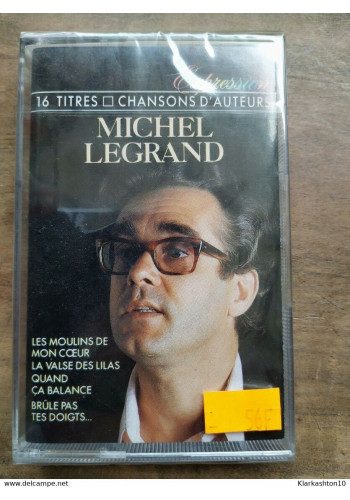 Expression
16 TITRES □ CHANSONS D'AUTEURS
MICHEL
LEGRAND
LES MOULINS DE
MON CŒUR
LA VALSE DES LILAS
QUAND
ÇA BALANCE
BRÛLE PAS
TES DOIGTS...
56F
delcampe.net
Klarkashton10